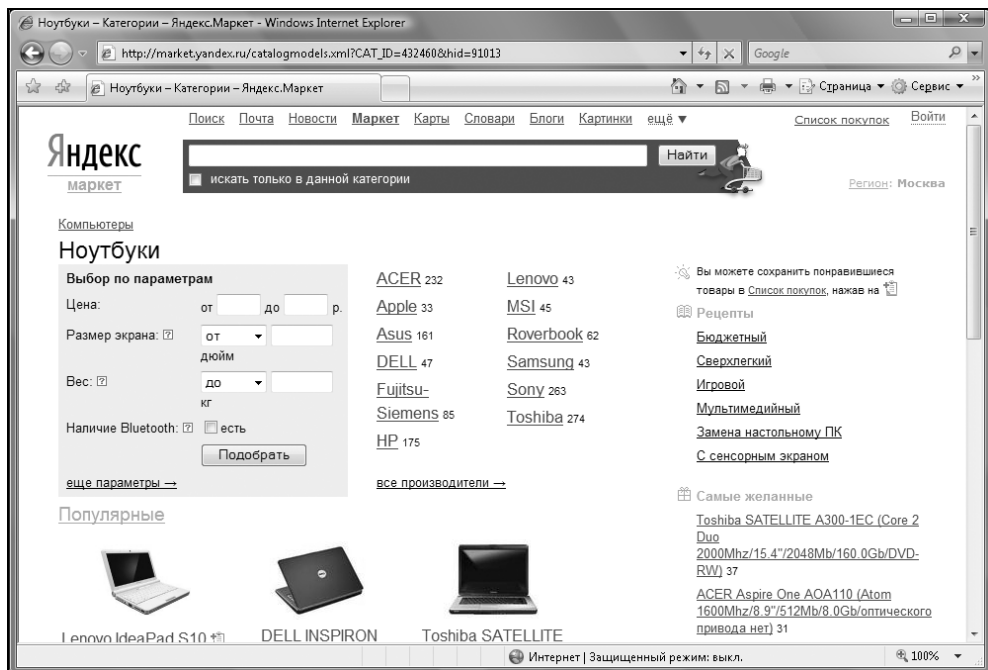 Ноутбуки – Категории – Яндекс.Маркет - Windows Internet Explorer
http://market.yandex.ru/catalogmodels.xml?CAT_ID=432460&hid=91013
Google
Ноутбуки – Категории – Яндекс.Маркет
Страница
Сервис
Поиск Почта Новости Маркет Карты Словари Блоги Картинки ещё ▼
Список покупок
Войти
Яндекс
маркет
Найти
искать только в данной категории
Регион: Москва
Компьютеры
Ноутбуки
Выбор по параметрам
Цена: от до р.
Размер экрана: ? от
дюйм
Вес: ? до
кг
Наличие Bluetooth: ? есть
Подобрать
еще параметры →
ACER 232
Apple 33
Asus 161
DELL 47
Fujitsu-
Siemens 85
HP 175
Lenovo 43
MSI 45
Roverbook 62
Samsung 43
Sony 263
Toshiba 274
все производители →
Вы можете сохранить понравившиеся
товары в Список покупок, нажав на
Рецепты
Бюджетный
Сверхлегкий
Игровой
Мультимедийный
Замена настольному ПК
С сенсорным экраном
Самые желанные
Toshiba SATELLITE A300-1EC (Core 2
Duo
2000Mhz/15.4"/2048Mb/160.0Gb/DVD-
RW) 37
ACER Aspire One AOA110 (Atom
1600Mhz/8.9"/512Mb/8.0Gb/оптического
привода нет) 31
Популярные
Lenovo IdeaPad S10
DELL INSPIRON
Toshiba SATELLITE
Интернет | Защищенный режим: выкл.
100%